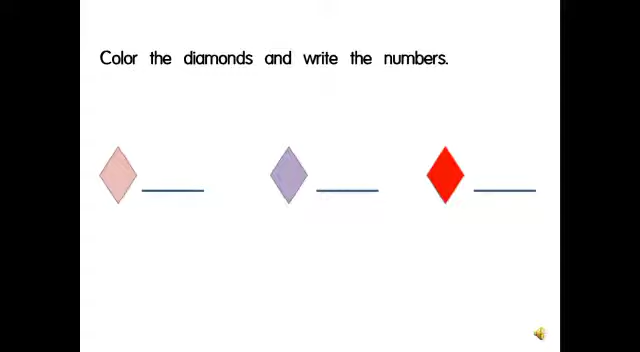 Color the diamonds and write the numbers.